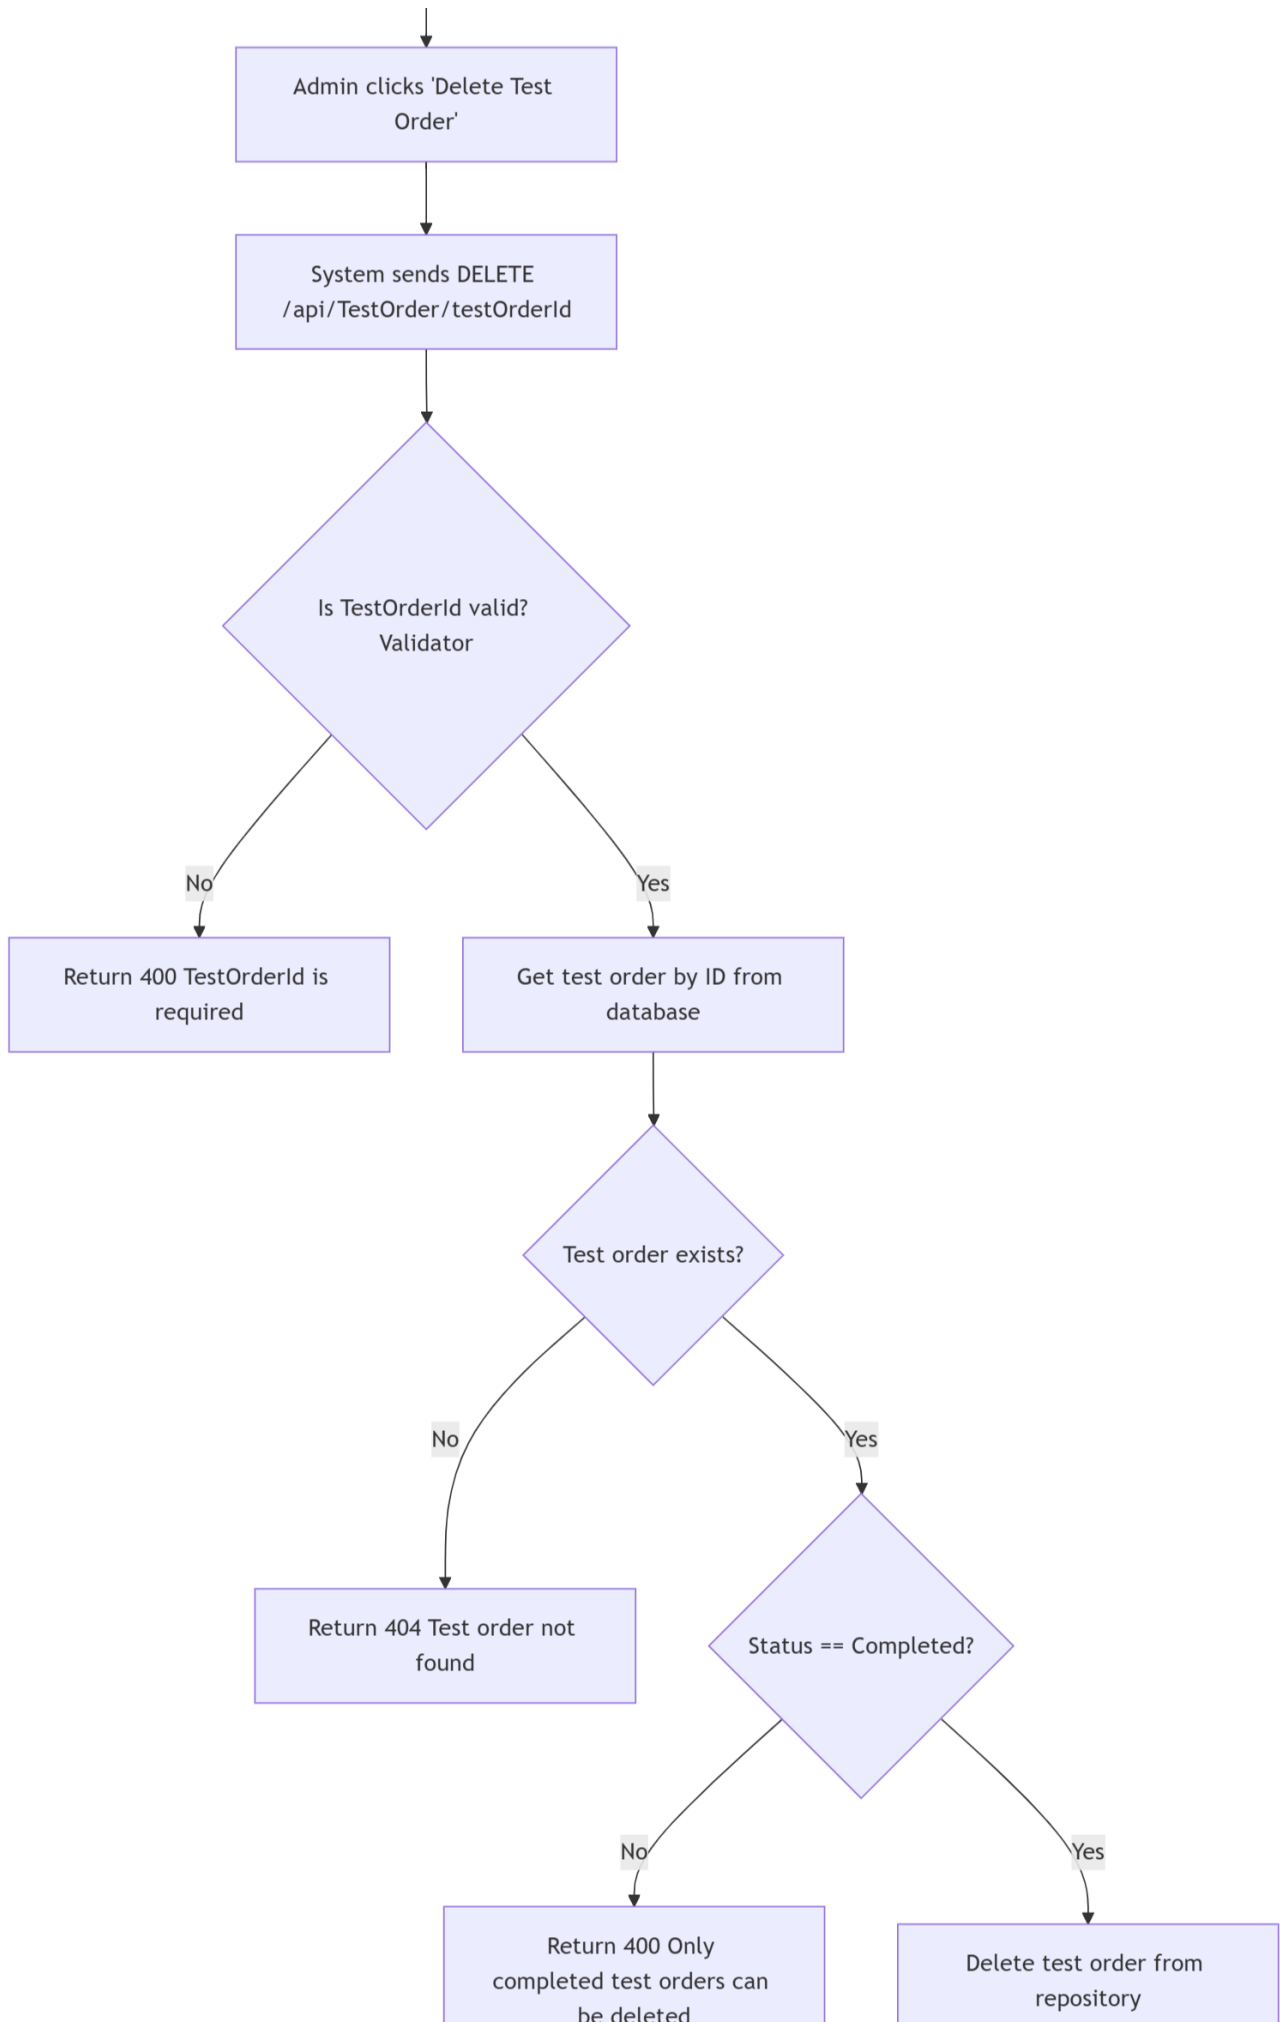 Admin clicks 'Delete Test
Order'
System sends DELETE
/api/TestOrder/testOrderId
Is TestOrderId valid?
Validator
No
Yes
Return 400 TestOrderId is
required
Get test order by ID from
database
Test order exists?
No
Yes
Return 404 Test order not
found
Status == Completed?
No
Yes
Return 400 Only
completed test orders can
be deleted
Delete test order from
repository